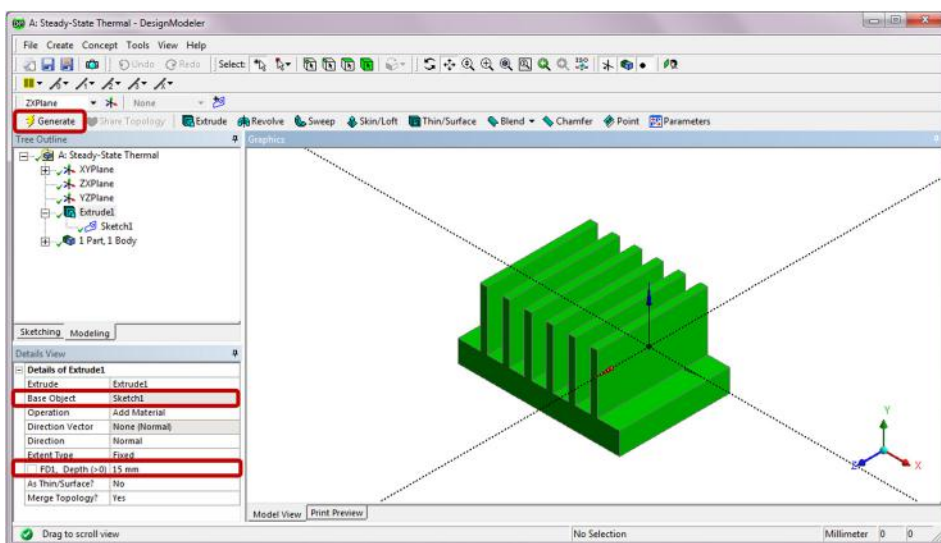 A: Steady-State Thermal - DesignModeler
File Create Concept Tools View Help
Undo Redo Select:
ZXPlane None
Generate Share Topology Extrude Revolve Sweep Skin/Loft Thin/Surface Blend Chamfer Point Parameters
Tree Outline
A: Steady-State Thermal
XYPlane
ZXPlane
YZPlane
Extrude1
Sketch1
1 Part, 1 Body
Sketching Modeling
Details View
Details of Extrude1
Extrude Extrude1
Base Object Sketch1
Operation Add Material
Direction Vector None (Normal)
Direction Normal
Extent Type Fixed
FD1, Depth (>0) 15 mm
As Thin/Surface? No
Merge Topology? Yes
Graphics
Y
X
Model View Print Preview
Drag to scroll view No Selection Millimeter 0 0